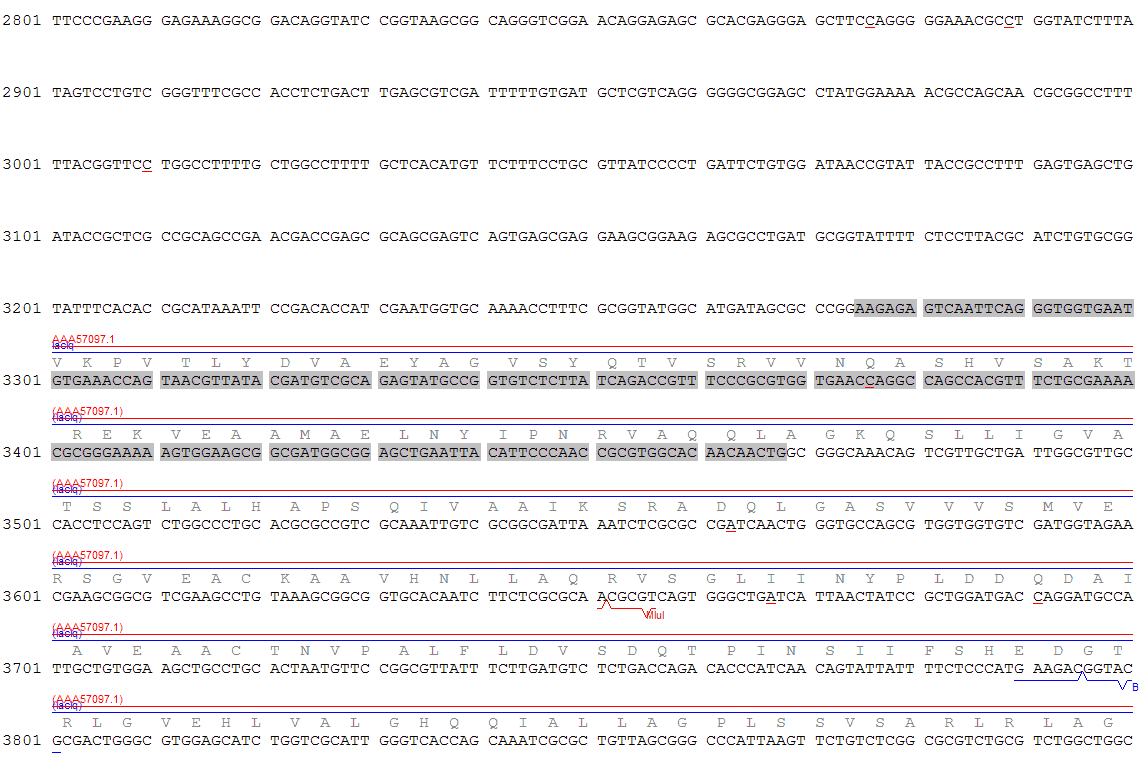 2801 TTCCCGAAGG GAGAAAGGCG GACAGGTATC CGGTAAGCGG CAGGGTCGGA ACAGGAGAGC GCACGAGGGA GCTTCCAGGG GGAAACGCCT GGTATCTTTA
2901 TAGTCCTGTC GGGTTTCGCC ACCTCTGACT TGAGCGTCGA TTTTTGTGAT GCTCGTCAGG GGGGCGGAGC CTATGGAAAA ACGCCAGCAA CGCGGCCTTT
3001 TTACGGTTCC TGGCCTTTTG CTGGCCTTTT GCTCACATGT TCTTTCCTGC GTTATCCCCT GATTCTGTGG ATAACCGTAT TACCGCCTTT GAGTGAGCTG
3101 ATACCGCTCG CCGCAGCCGA ACGACCGAGC GCAGCGAGTC AGTGAGCGAG GAAGCGGAAG AGCGCCTGAT GCGGTATTTT CTCCTTACGC ATCTGTGCGG
3201 TATTTCACAC CGCATAAATT CCGACACCAT CGAATGGTGC AAAACCTTTC GCGGTATGGC ATGATAGCGC CCGGAAGAGA GTCAATTCAG GGTGGTGAAT
AAA57097.1
lacIq
V K P V T L Y D V A E Y A G V S Y Q T V S R V V N Q A S H V S A K T
3301 GTGAAACCAG TAACGTTATA CGATGTCGCA GAGTATGCCG GTGTCTCTTA TCAGACCGTT TCCCGCGTGG TGAACCAGGC CAGCCACGTT TCTGCGAAAA
(AAA57097.1)
(lacIq)
R E K V E A A M A E L N Y I P N R V A Q Q L A G K Q S L L I G V A
3401 CGCGGGAAAA AGTGGAAGCG GCGATGGCGG AGCTGAATTA CATTCCCAAC CGCGTGGCAC AACAACTGGC GGGCAAACAG TCGTTGCTGA TTGGCGTTGC
(AAA57097.1)
(lacIq)
T S S L A L H A P S Q I V A A I K S R A D Q L G A S V V V S M V E
3501 CACCTCCAGT CTGGCCCTGC ACGCGCCGTC GCAAATTGTC GCGGCGATTA AATCTCGCGC CGATCAACTG GGTGCCAGCG TGGTGGTGTC GATGGTAGAA
(AAA57097.1)
(lacIq)
R S G V E A C K A A V H N L L A Q R V S G L I I N Y P L D D Q D A I
3601 CGAAGCGGCG TCGAAGCCTG TAAAGCGGCG GTGCACAATC TTCTCGCGCA ACGCGTCAGT GGGCTGATCA TTAACTATCC GCTGGATGAC CAGGATGCCA
MluI
(AAA57097.1)
(lacIq)
A V E A A C T N V P A L F L D V S D Q T P I N S I I F S H E D G T
3701 TTGCTGTGGA AGCTGCCTGC ACTAATGTTC CGGCGTTATT TCTTGATGTC TCTGACCAGA CACCCATCAA CAGTATTATT TTCTCCCATG AAGACGGTAC
B
(AAA57097.1)
(lacIq)
R L G V E H L V A L G H Q Q I A L L A G P L S S V S A R L R L A G
3801 GCGACTGGGC GTGGAGCATC TGGTCGCATT GGGTCACCAG CAAATCGCGC TGTTAGCGGG CCCATTAAGT TCTGTCTCGG CGCGTCTGCG TCTGGCTGGC